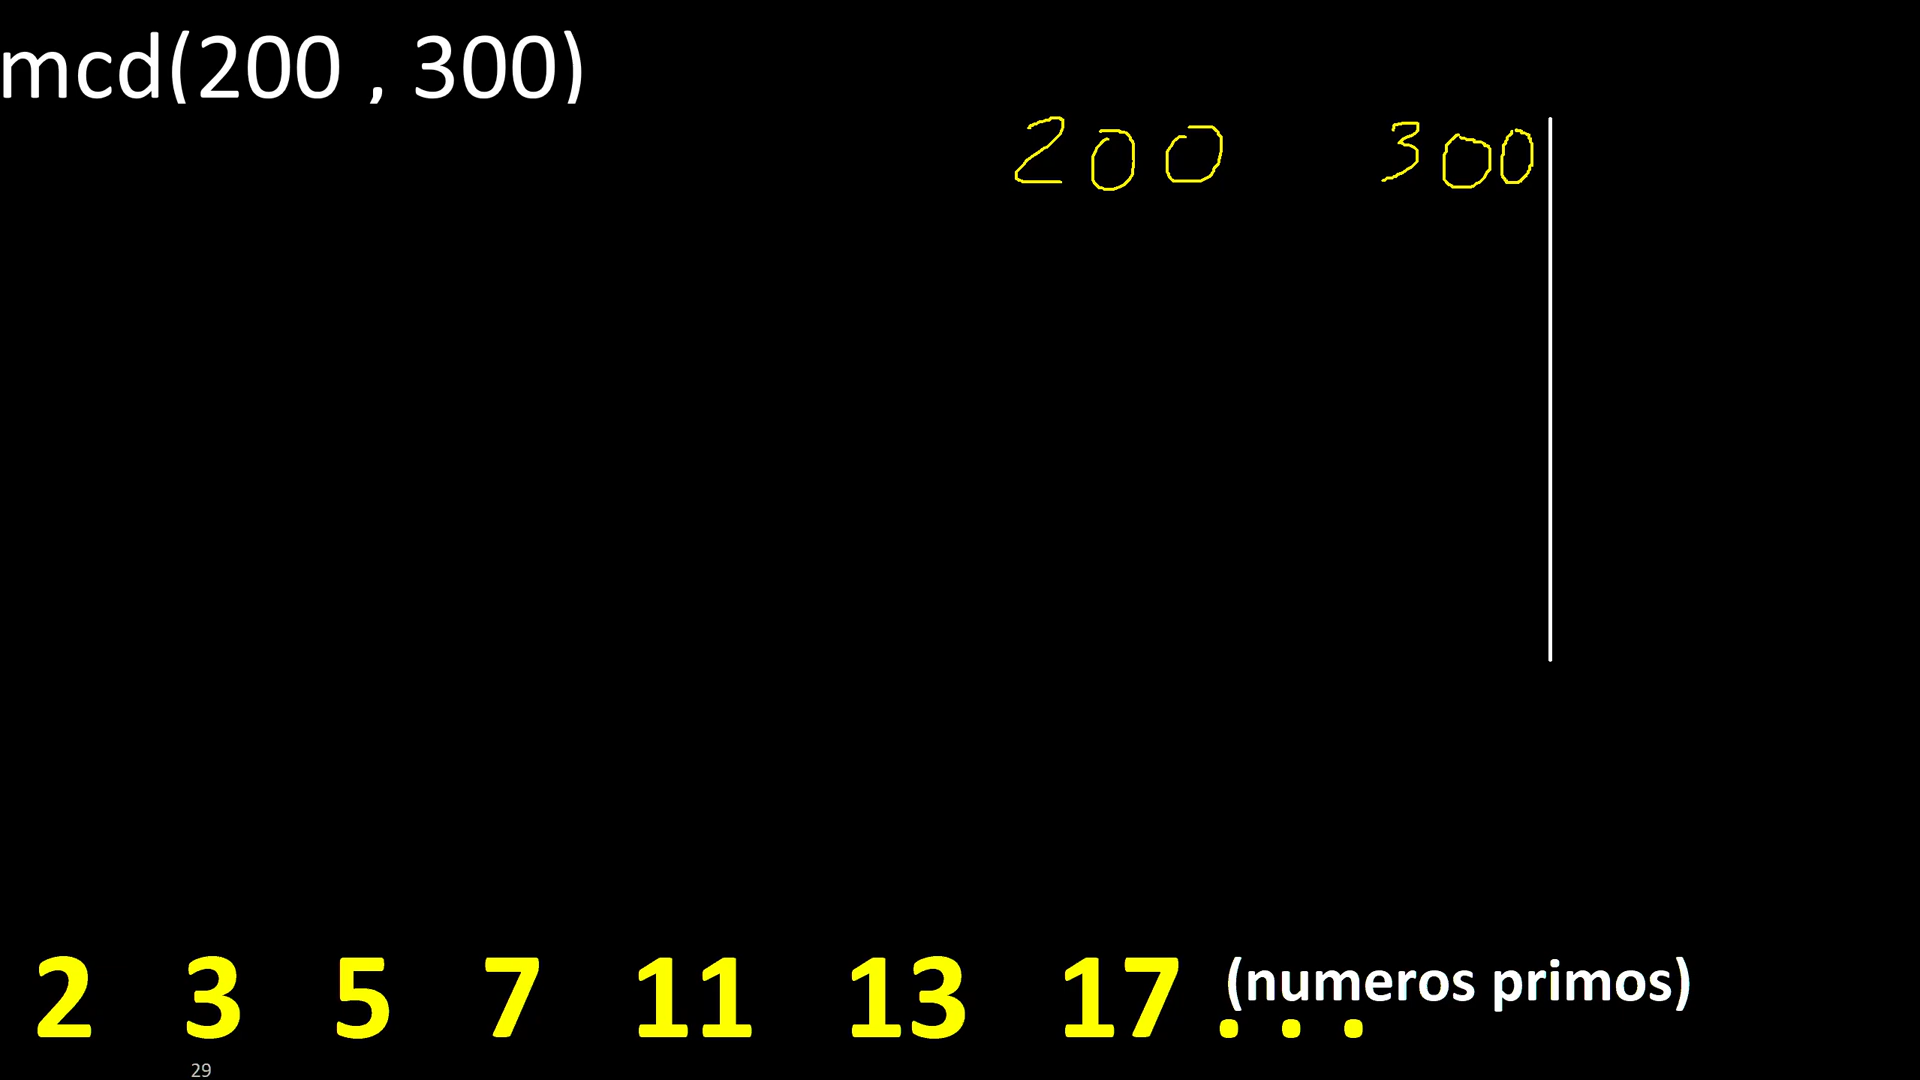 mcd(200 , 300)
200 300
2 3 5 7 11 13 17 . . . (numeros primos)
29